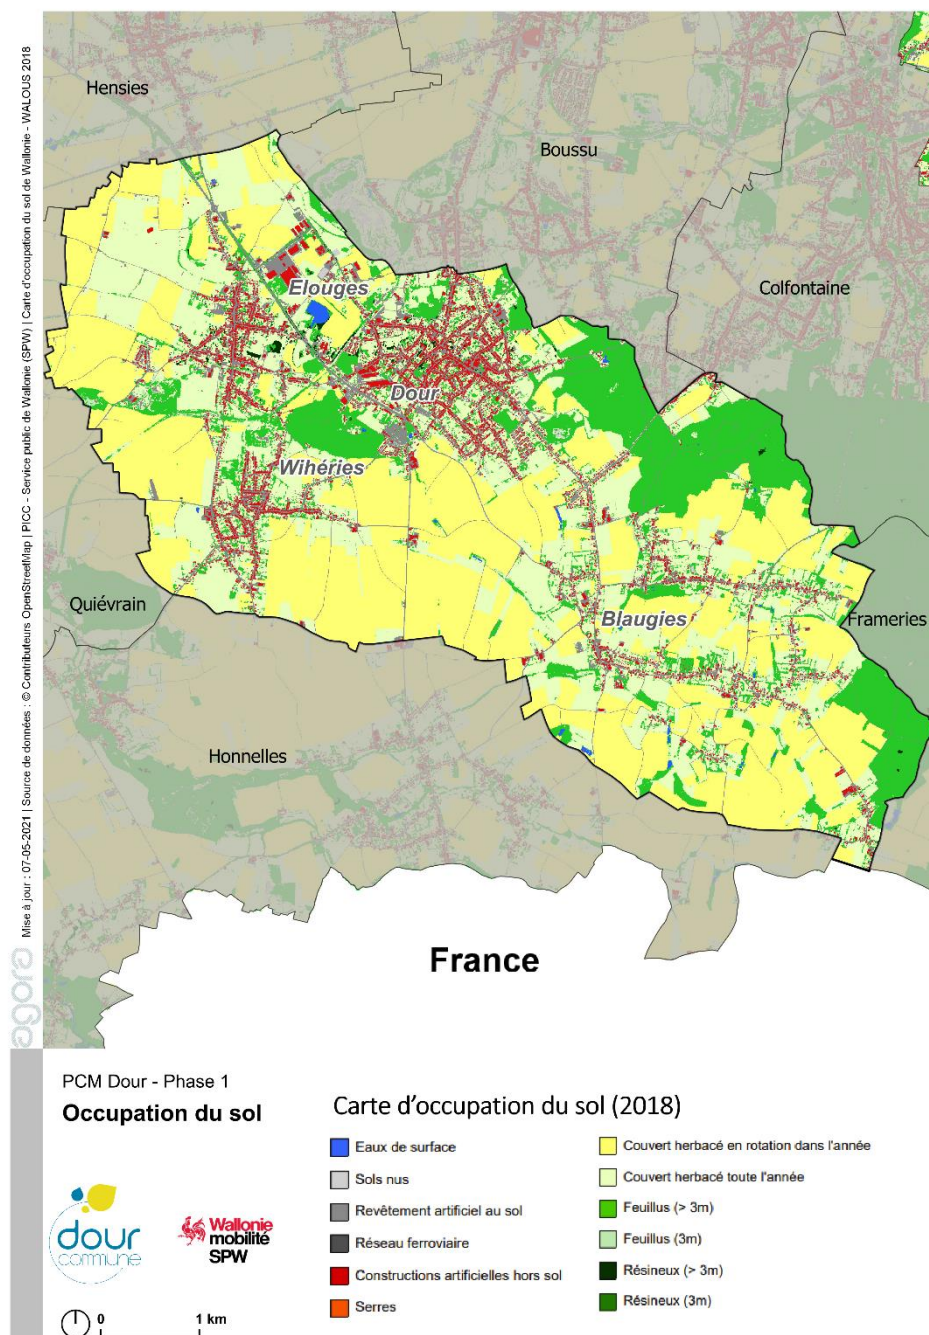 Hensies
Boussu
Colfontaine
Elouges
Dour
Wihéries
Quiévrain
Blaugies
Frameries
Honnelles
France
Mise à jour : 07-05-2021 | Source de données : © Contributeurs OpenStreetMap | PICC - Service public de Wallonie (SPW) | Carte d'occupation du sol de Wallonie - WALOUS 2018
agora
PCM Dour - Phase 1
Occupation du sol
Carte d'occupation du sol (2018)
Eaux de surface
Sols nus
Revêtement artificiel au sol
Réseau ferroviaire
Constructions artificielles hors sol
Serres
Couvert herbacé en rotation dans l'année
Couvert herbacé toute l'année
Feuillus (> 3m)
Feuillus (3m)
Résineux (> 3m)
Résineux (3m)
dour
commune
Wallonie
mobilité
SPW
0 1 km